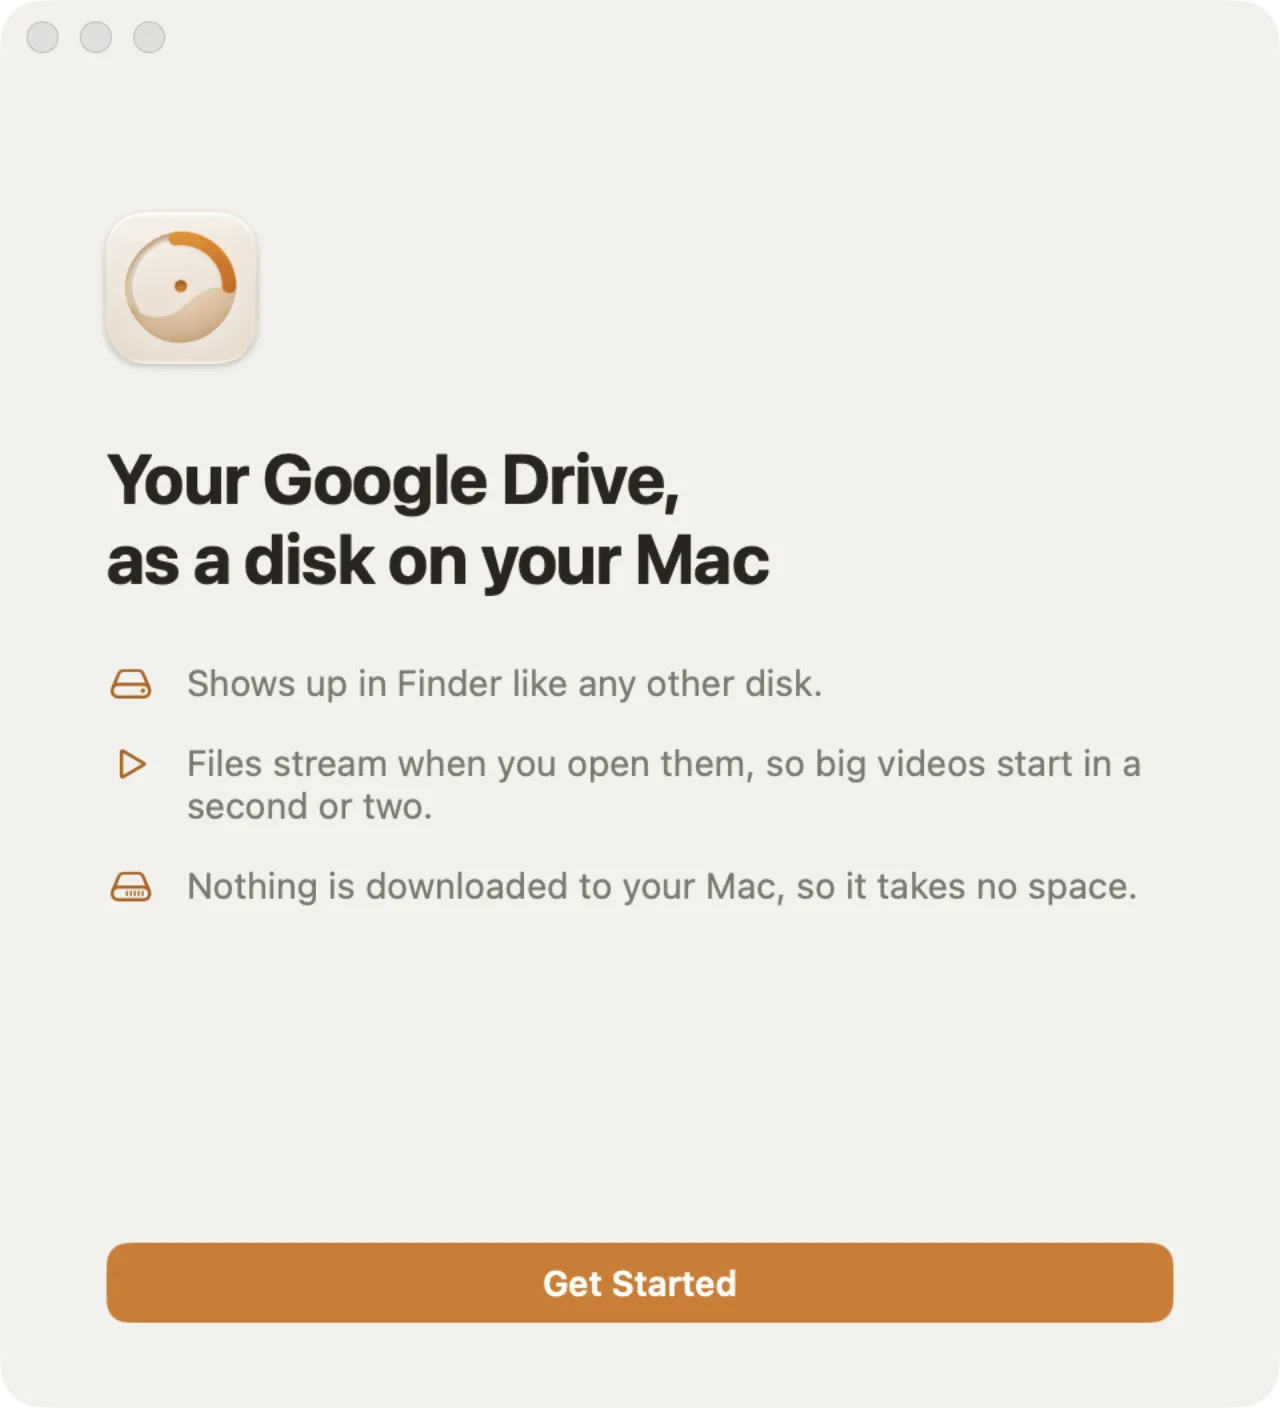 Your Google Drive,
as a disk on your Mac
Shows up in Finder like any other disk.
Files stream when you open them, so big videos start in a
second or two.
Nothing is downloaded to your Mac, so it takes no space.
Get Started